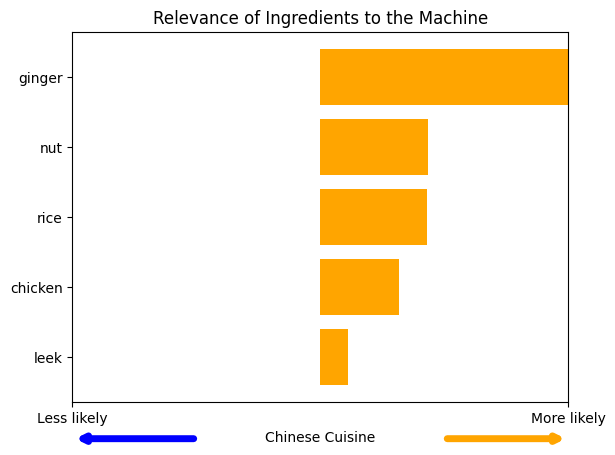 Relevance of Ingredients to the Machine
ginger
nut
rice
chicken
leek
Less likely
More likely
Chinese Cuisine